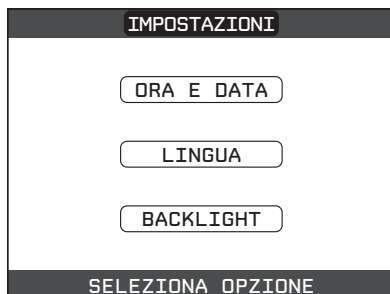 IMPOSTAZIONI
ORA E DATA
LINGUA
BACKLIGHT
SELEZIONA OPZIONE